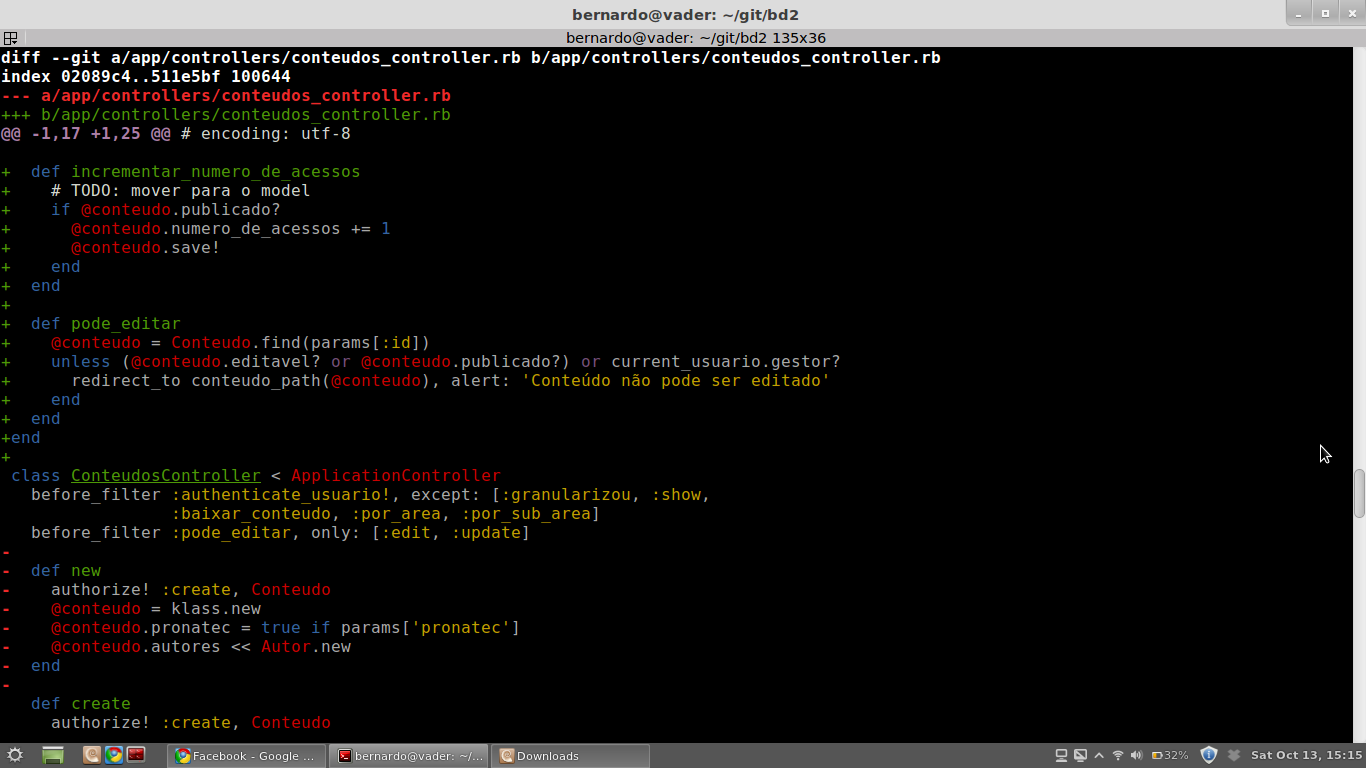 bernardo@vader: ~/git/bd2
bernardo@vader: ~/git/bd2 135x36
diff --git a/app/controllers/conteudos_controller.rb b/app/controllers/conteudos_controller.rb
index 02089c4..511e5bf 100644
--- a/app/controllers/conteudos_controller.rb
+++ b/app/controllers/conteudos_controller.rb
@@ -1,17 +1,25 @@ # encoding: utf-8
+  def incrementar_numero_de_acessos
+    # TODO: mover para o model
+    if @conteudo.publicado?
+      @conteudo.numero_de_acessos += 1
+      @conteudo.save!
+    end
+  end
+
+  def pode_editar
+    @conteudo = Conteudo.find(params[:id])
+    unless (@conteudo.editavel? or @conteudo.publicado?) or current_usuario.gestor?
+      redirect_to conteudo_path(@conteudo), alert: 'Conteúdo não pode ser editado'
+    end
+  end
+end
+
 class ConteudosController < ApplicationController
   before_filter :authenticate_usuario!, except: [:granularizou, :show,
                 :baixar_conteudo, :por_area, :por_sub_area]
   before_filter :pode_editar, only: [:edit, :update]
-
-  def new
-    authorize! :create, Conteudo
-    @conteudo = klass.new
-    @conteudo.pronatec = true if params['pronatec']
-    @conteudo.autores << Autor.new
-  end
-
   def create
     authorize! :create, Conteudo
Facebook - Google ...
bernardo@vader: ~/...
Downloads
32%
Sat Oct 13, 15:15